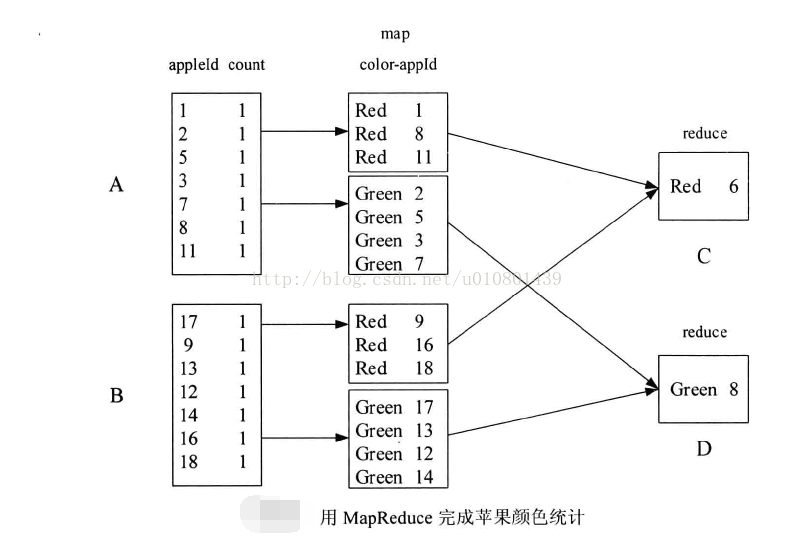 map
appleId count
color-appId
A
1 1
2 1
5 1
3 1
7 1
8 1
11 1
Red 1
Red 8
Red 11
Green 2
Green 5
Green 3
Green 7
reduce
Red 6
C
http://blog.csdn.net/u010801439
B
17 1
9 1
13 1
12 1
14 1
16 1
18 1
Red 9
Red 16
Red 18
Green 17
Green 13
Green 12
Green 14
reduce
Green 8
D
用 MapReduce 完成苹果颜色统计